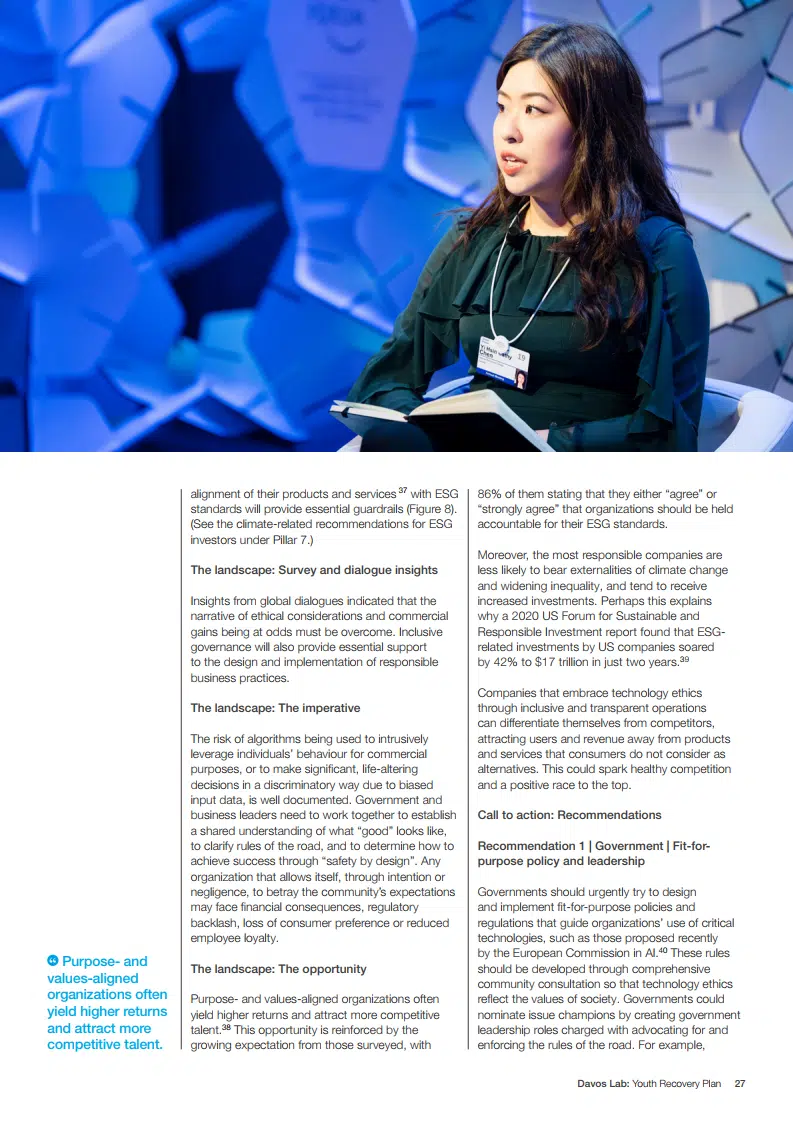 FORUM
Yi Hsin Cathy
Chen
19
alignment of their products and services 37 with ESG
standards will provide essential guardrails (Figure 8).
(See the climate-related recommendations for ESG
investors under Pillar 7.)
The landscape: Survey and dialogue insights
Insights from global dialogues indicated that the
narrative of ethical considerations and commercial
gains being at odds must be overcome. Inclusive
governance will also provide essential support
to the design and implementation of responsible
business practices.
The landscape: The imperative
The risk of algorithms being used to intrusively
leverage individuals’ behaviour for commercial
purposes, or to make significant, life-altering
decisions in a discriminatory way due to biased
input data, is well documented. Government and
business leaders need to work together to establish
a shared understanding of what “good” looks like,
to clarify rules of the road, and to determine how to
achieve success through “safety by design”. Any
organization that allows itself, through intention or
negligence, to betray the community’s expectations
may face financial consequences, regulatory
backlash, loss of consumer preference or reduced
employee loyalty.
The landscape: The opportunity
Purpose- and values-aligned organizations often
yield higher returns and attract more competitive
talent.38 This opportunity is reinforced by the
growing expectation from those surveyed, with
86% of them stating that they either “agree” or
“strongly agree” that organizations should be held
accountable for their ESG standards.
Moreover, the most responsible companies are
less likely to bear externalities of climate change
and widening inequality, and tend to receive
increased investments. Perhaps this explains
why a 2020 US Forum for Sustainable and
Responsible Investment report found that ESG-
related investments by US companies soared
by 42% to $17 trillion in just two years.39
Companies that embrace technology ethics
through inclusive and transparent operations
can differentiate themselves from competitors,
attracting users and revenue away from products
and services that consumers do not consider as
alternatives. This could spark healthy competition
and a positive race to the top.
Call to action: Recommendations
Recommendation 1 | Government | Fit-for-
purpose policy and leadership
Governments should urgently try to design
and implement fit-for-purpose policies and
regulations that guide organizations’ use of critical
technologies, such as those proposed recently
by the European Commission in AI.40 These rules
should be developed through comprehensive
community consultation so that technology ethics
reflect the values of society. Governments could
nominate issue champions by creating government
leadership roles charged with advocating for and
enforcing the rules of the road. For example,
Purpose- and
values-aligned
organizations often
yield higher returns
and attract more
competitive talent.
Davos Lab: Youth Recovery Plan 27